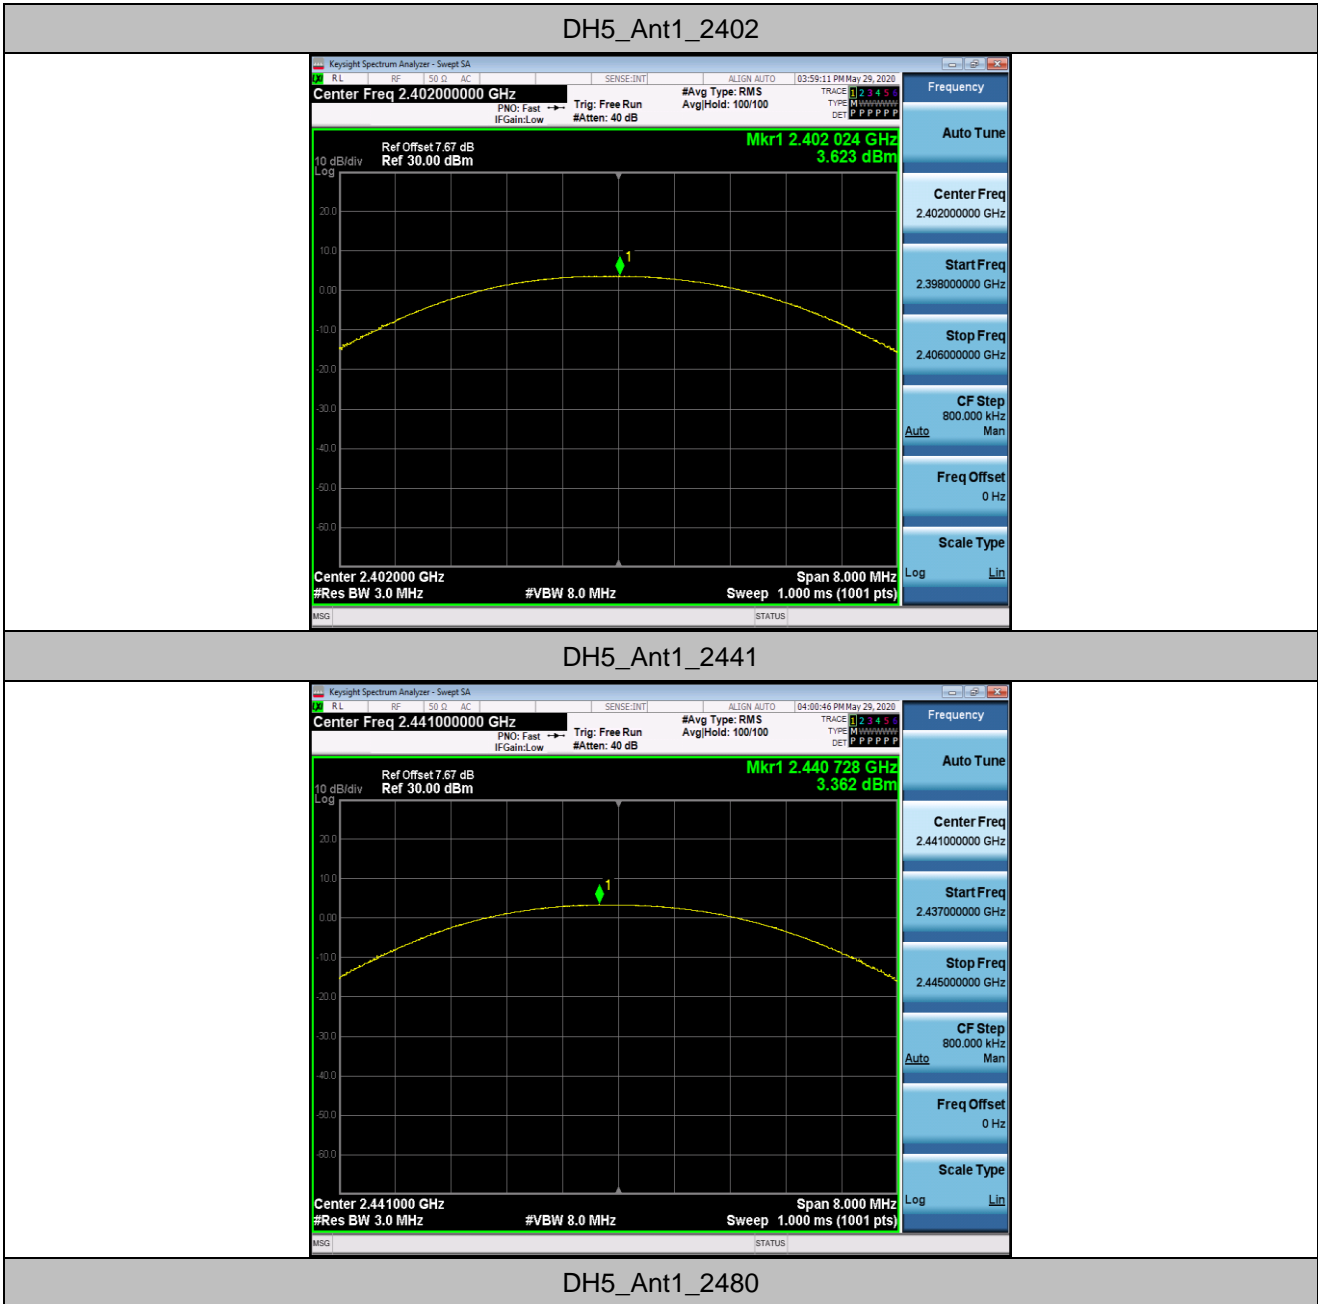 DH5_Ant1_2402
Keysight Spectrum Analyzer - Swept SA
LXI RL RF 50 Ω AC SENSE:INT ALIGN AUTO 03:59:11 PM May 29, 2020
Center Freq 2.402000000 GHz
PNO: Fast
IFGain:Low
Trig: Free Run
#Atten: 40 dB
#Avg Type: RMS
Avg|Hold: 100/100
TRACE 1 2 3 4 5 6
TYPE M WWWWW
DET P P P P P P
Frequency
Mkr1 2.402 024 GHz
3.623 dBm
Ref Offset 7.67 dB
10 dB/div Ref 30.00 dBm
Log
20.0
10.0
0.00
-10.0
-20.0
-30.0
-40.0
-50.0
-60.0
1
Center 2.402000 GHz Span 8.000 MHz
#Res BW 3.0 MHz #VBW 8.0 MHz Sweep 1.000 ms (1001 pts)
MSG STATUS
Auto Tune
Center Freq
2.402000000 GHz
Start Freq
2.398000000 GHz
Stop Freq
2.406000000 GHz
CF Step
800.000 kHz
Auto Man
Freq Offset
0 Hz
Scale Type
Log Lin
DH5_Ant1_2441
Keysight Spectrum Analyzer - Swept SA
LXI RL RF 50 Ω AC SENSE:INT ALIGN AUTO 04:00:46 PM May 29, 2020
Center Freq 2.441000000 GHz
PNO: Fast
IFGain:Low
Trig: Free Run
#Atten: 40 dB
#Avg Type: RMS
Avg|Hold: 100/100
TRACE 1 2 3 4 5 6
TYPE M WWWWW
DET P P P P P P
Frequency
Mkr1 2.440 728 GHz
3.362 dBm
Ref Offset 7.67 dB
10 dB/div Ref 30.00 dBm
Log
20.0
10.0
0.00
-10.0
-20.0
-30.0
-40.0
-50.0
-60.0
1
Center 2.441000 GHz Span 8.000 MHz
#Res BW 3.0 MHz #VBW 8.0 MHz Sweep 1.000 ms (1001 pts)
MSG STATUS
Auto Tune
Center Freq
2.441000000 GHz
Start Freq
2.437000000 GHz
Stop Freq
2.445000000 GHz
CF Step
800.000 kHz
Auto Man
Freq Offset
0 Hz
Scale Type
Log Lin
DH5_Ant1_2480